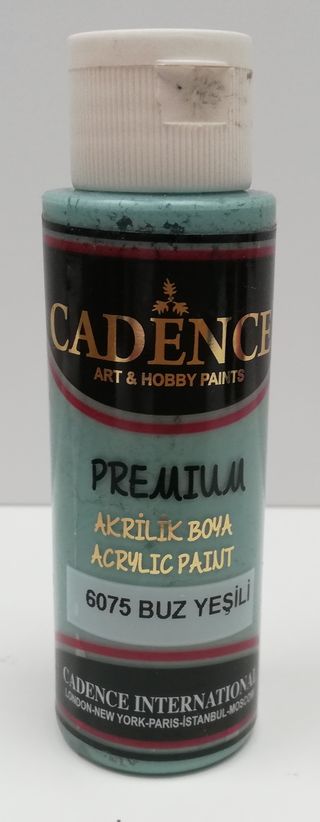 CADENCE
ART & HOBBY PAINTS
PREMIUM
AKRİLİK BOYA
ACRYLIC PAINT
6075 BUZ YEŞİLİ
CADENCE INTERNATIONAL
LONDON-NEW YORK-PARIS-İSTANBUL-MOSCOW